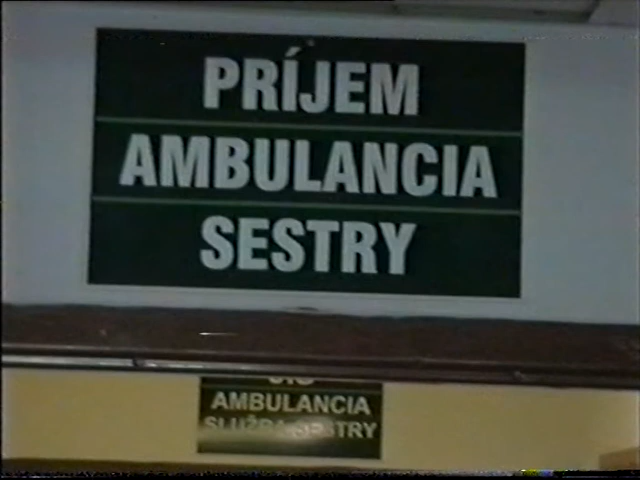 PRÍJEM
AMBULANCIA
SESTRY
AMBULANCIA
SLUŽBA SESTRY